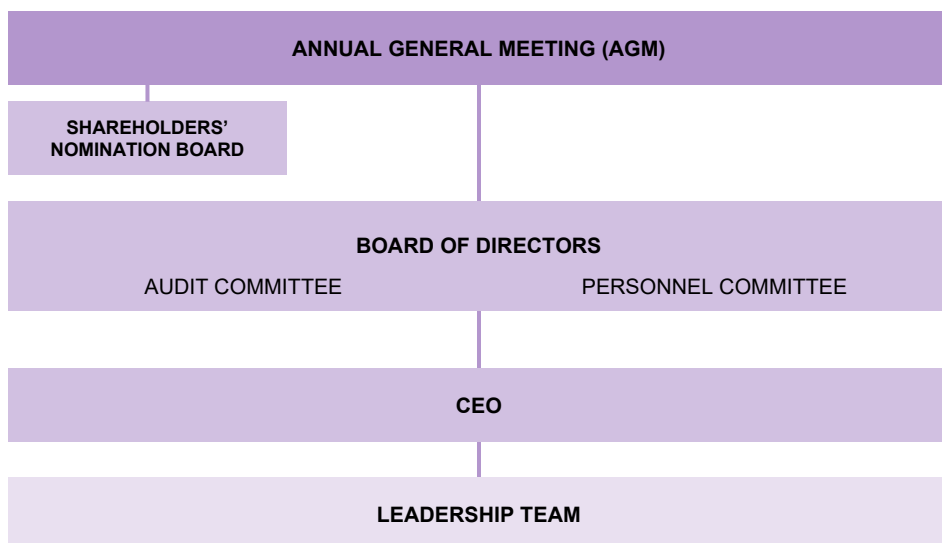 ANNUAL GENERAL MEETING (AGM)
SHAREHOLDERS’
NOMINATION BOARD
BOARD OF DIRECTORS
AUDIT COMMITTEE
PERSONNEL COMMITTEE
CEO
LEADERSHIP TEAM